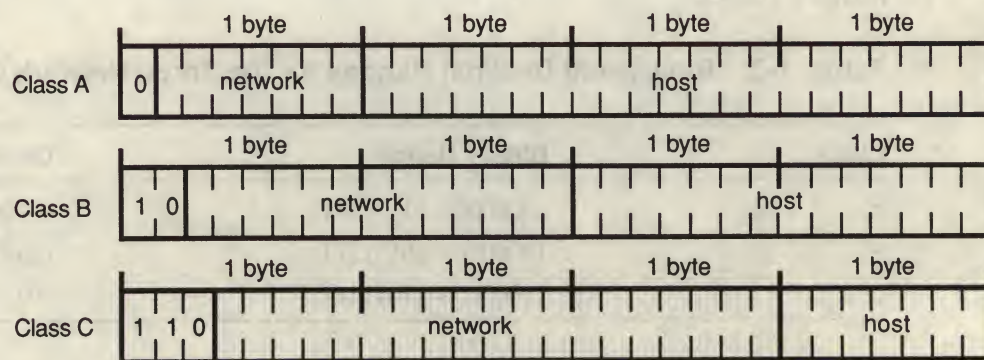 1 byte 1 byte 1 byte 1 byte
Class A 0 network host
1 byte 1 byte 1 byte 1 byte
Class B 1 0 network host
1 byte 1 byte 1 byte 1 byte
Class C 1 1 0 network host